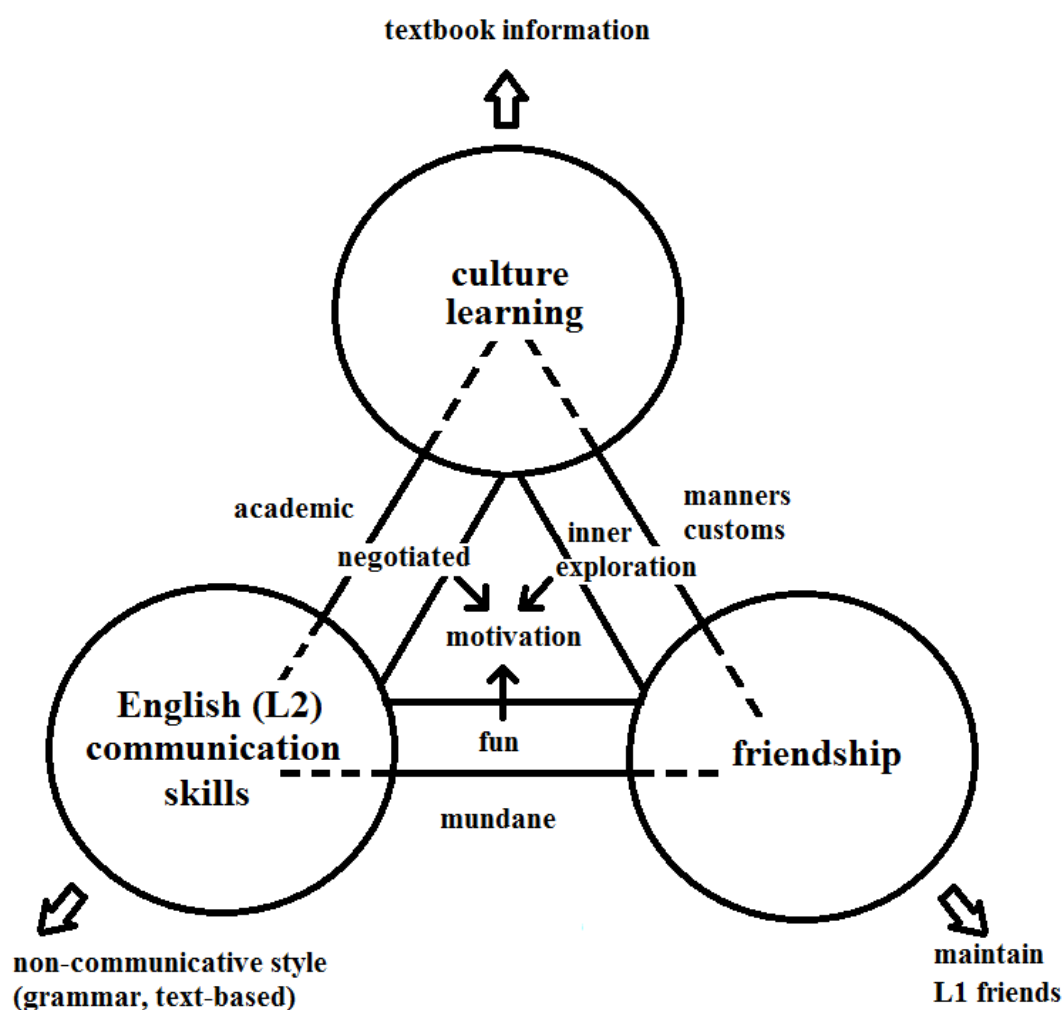 textbook information
culture
learning
academic
manners
customs
negotiated
inner
exploration
motivation
English (L2)
communication
skills
fun
friendship
mundane
non-communicative style
(grammar, text-based)
maintain
L1 friends